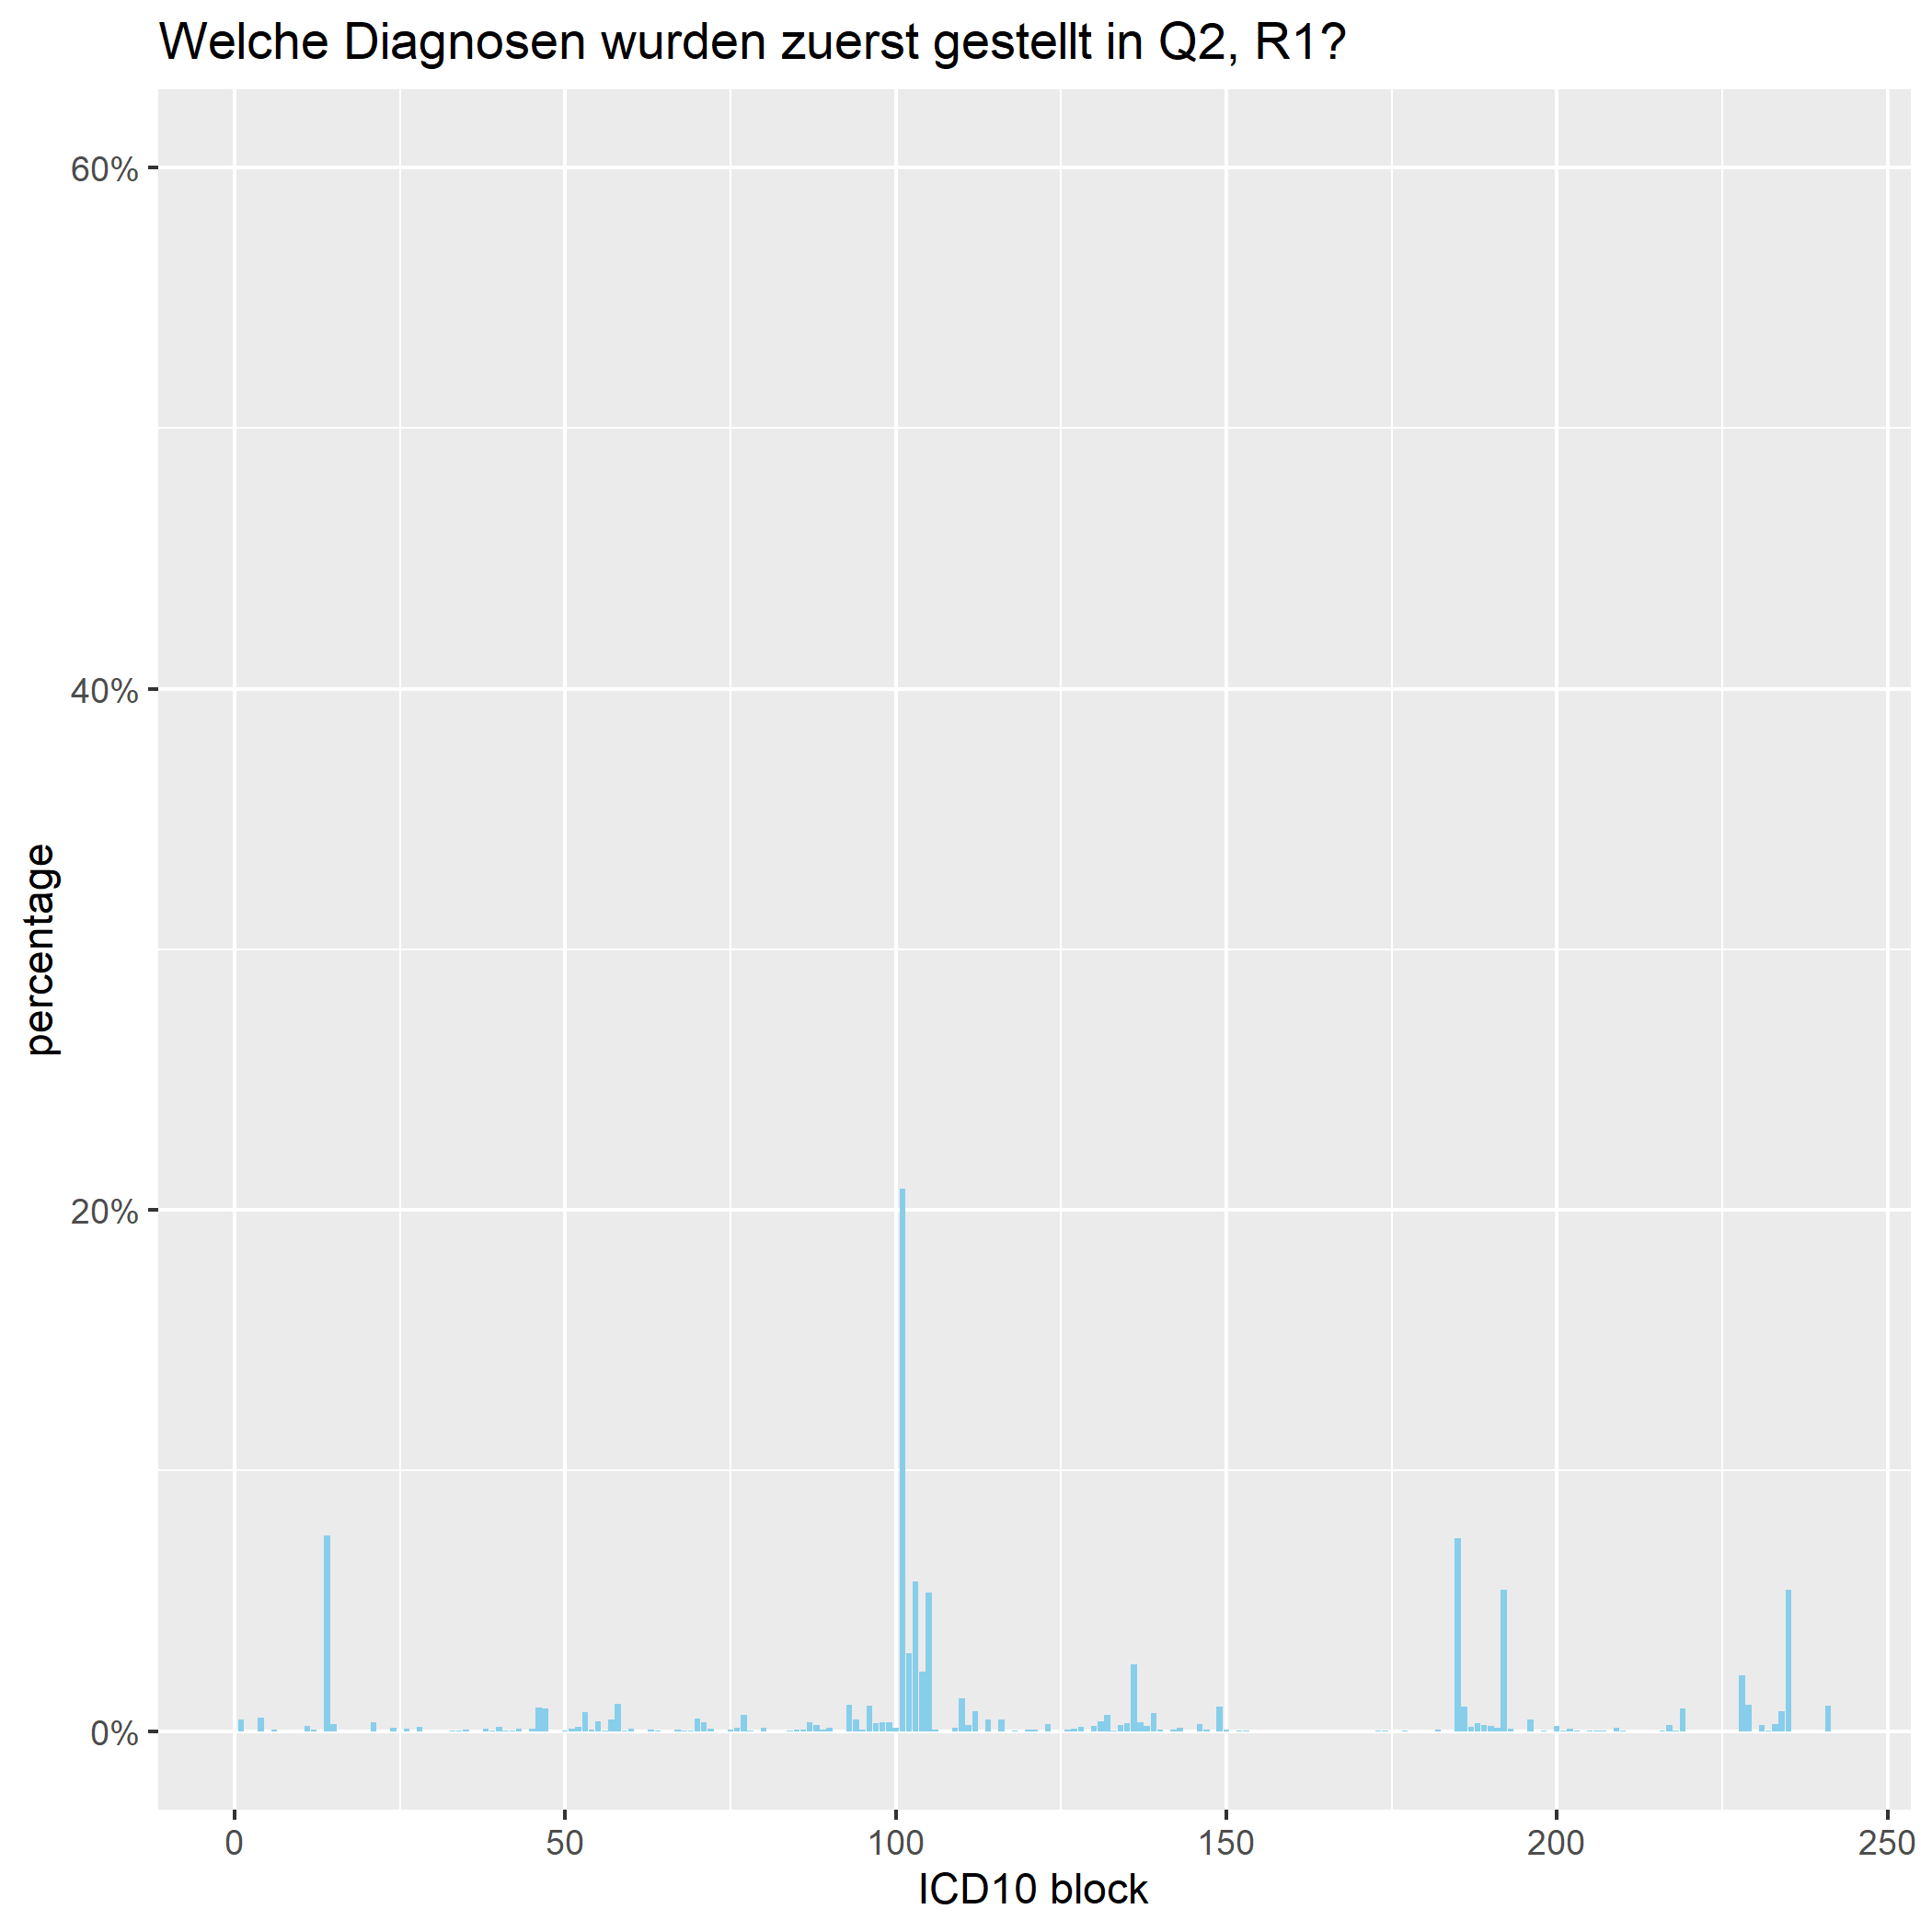 Welche Diagnosen wurden zuerst gestellt in Q2, R1?
60%
40%
20%
0%
percentage
0 50 100 150 200 250
ICD10 block